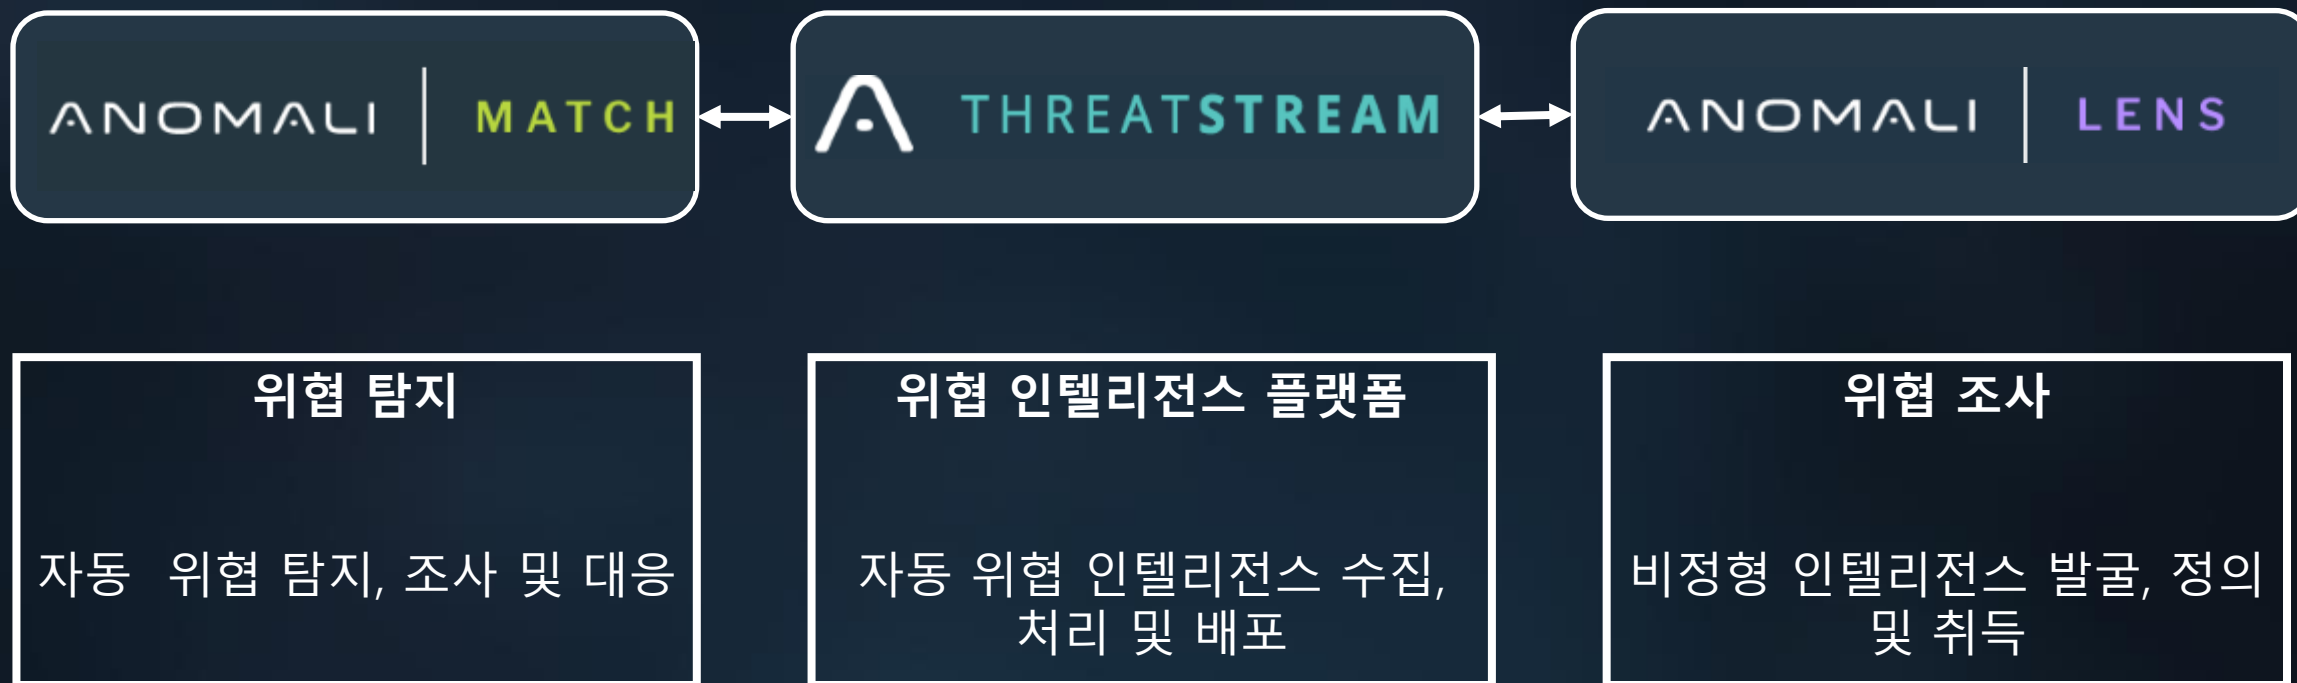 ANOMALI | MATCH
THREATSTREAM
ANOMALI | LENS
위협 탐지
자동  위협 탐지, 조사 및 대응
위협 인텔리전스 플랫폼
자동 위협 인텔리전스 수집,
처리 및 배포
위협 조사
비정형 인텔리전스 발굴, 정의
및 취득